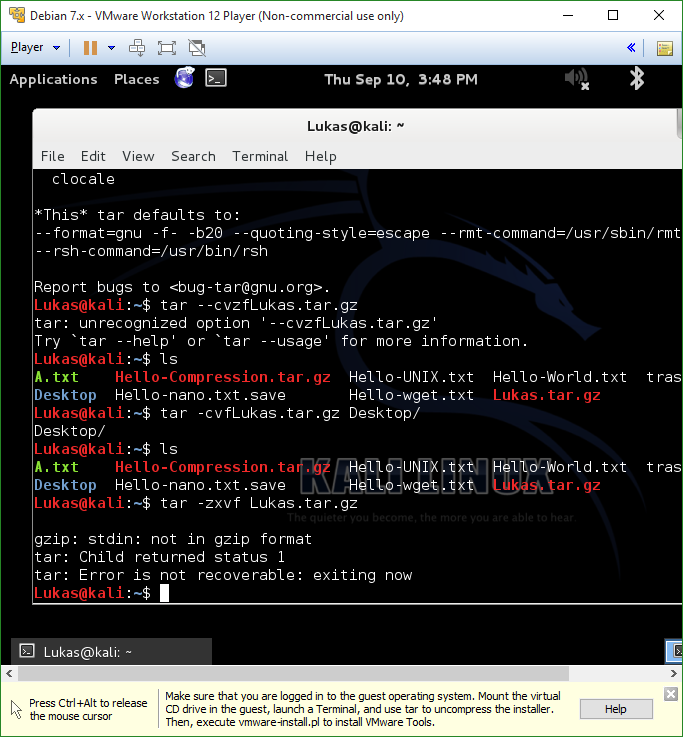 Debian 7.x - VMware Workstation 12 Player (Non-commercial use only)
Player
Applications Places Thu Sep 10, 3:48 PM
Lukas@kali: ~
File Edit View Search Terminal Help
clocale
*This* tar defaults to:
--format=gnu -f- -b20 --quoting-style=escape --rmt-command=/usr/sbin/rmt
--rsh-command=/usr/bin/rsh
Report bugs to <bug-tar@gnu.org>.
Lukas@kali:~$ tar --cvzfLukas.tar.gz
tar: unrecognized option '--cvzfLukas.tar.gz'
Try `tar --help' or `tar --usage' for more information.
Lukas@kali:~$ ls
A.txt Hello-Compression.tar.gz Hello-UNIX.txt Hello-World.txt tras
Desktop Hello-nano.txt.save Hello-wget.txt Lukas.tar.gz
Lukas@kali:~$ tar -cvfLukas.tar.gz Desktop/
Desktop/
Lukas@kali:~$ ls
A.txt Hello-Compression.tar.gz Hello-UNIX.txt Hello-World.txt tras
Desktop Hello-nano.txt.save Hello-wget.txt Lukas.tar.gz
KALI LINUX
Lukas@kali:~$ tar -zxvf Lukas.tar.gz
The quieter you become, the more you are able to hear.
gzip: stdin: not in gzip format
tar: Child returned status 1
tar: Error is not recoverable: exiting now
Lukas@kali:~$
Lukas@kali: ~
Press Ctrl+Alt to release
the mouse cursor
Make sure that you are logged in to the guest operating system. Mount the virtual
CD drive in the guest, launch a Terminal, and use tar to uncompress the installer.
Then, execute vmware-install.pl to install VMware Tools.
Help